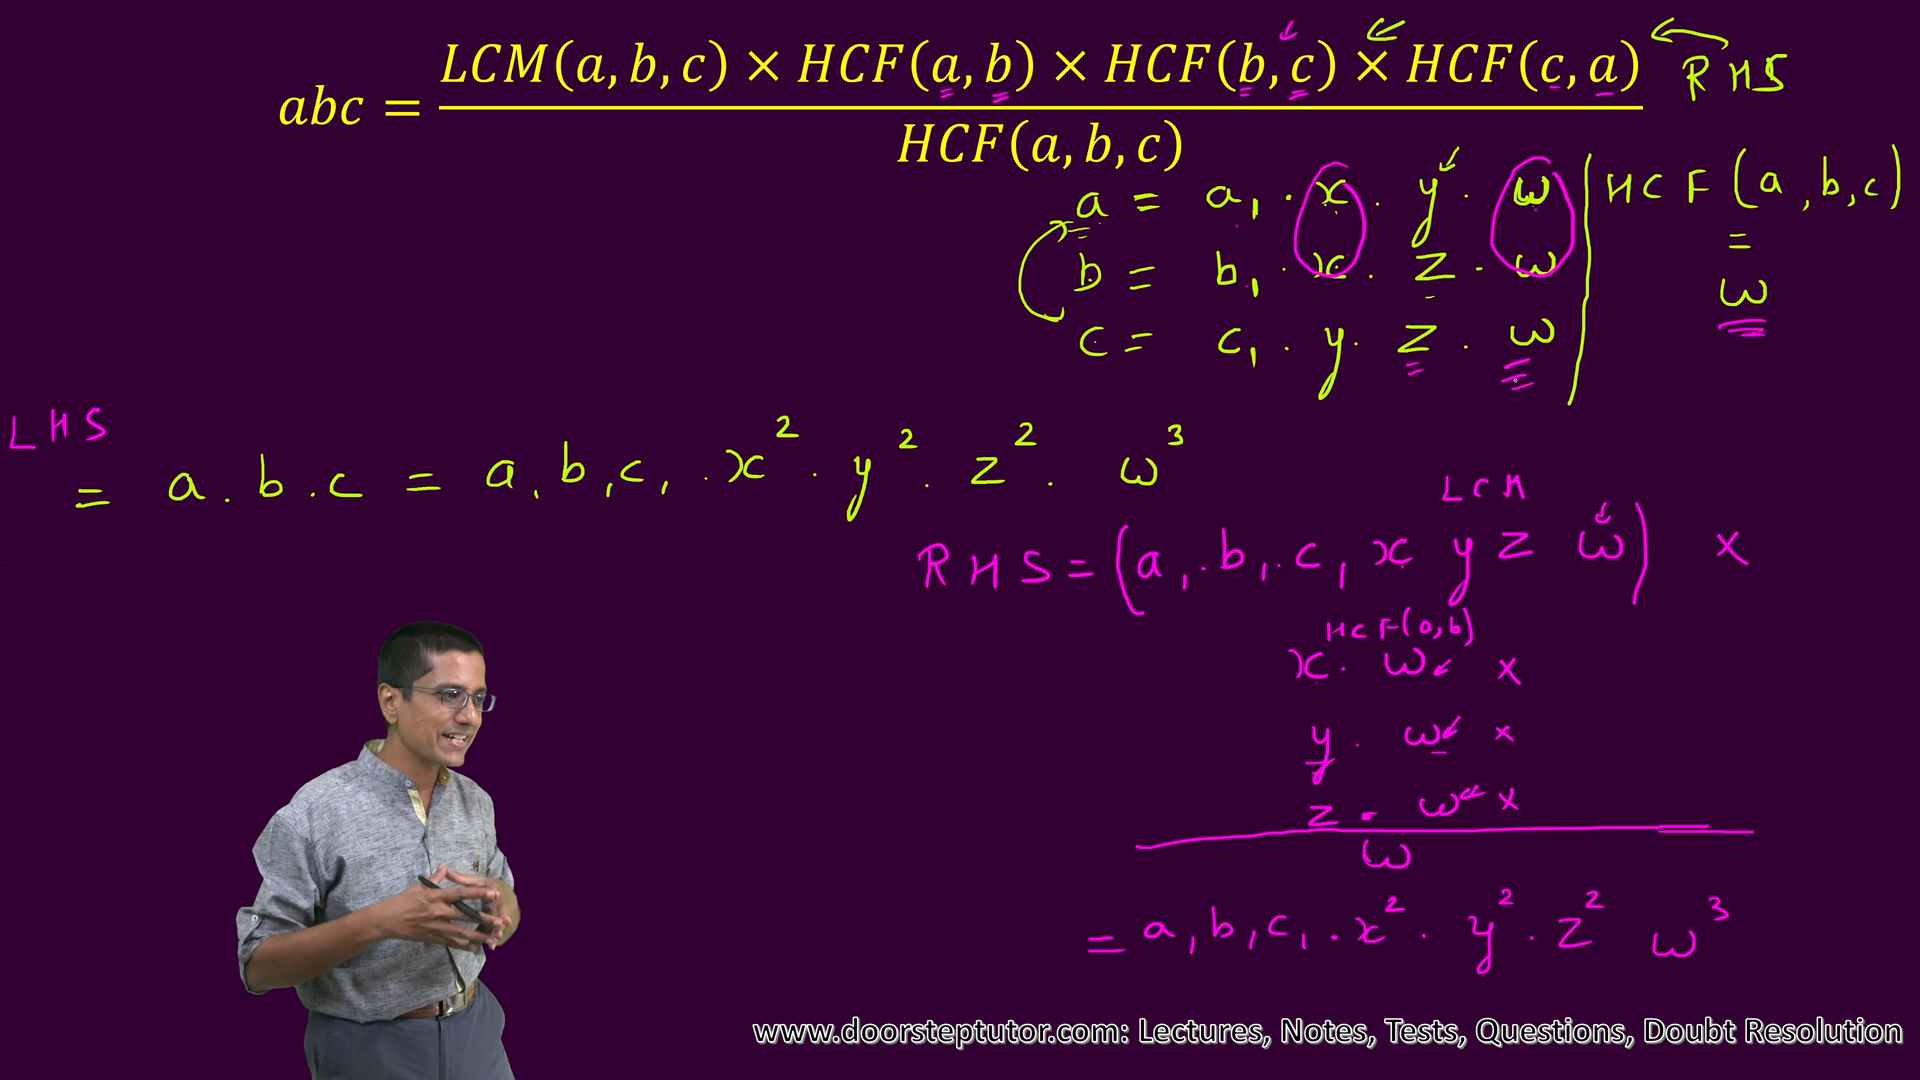 abc = LCM(a, b, c) × HCF(a, b) × HCF(b, c) × HCF(c, a) / HCF(a, b, c)
RHS
a = a₁ . x . y . ω
b = b₁ . x . z . ω
c = c₁ . y . z . ω
HCF (a, b, c)
=
ω
LHS
= a . b . c = a₁ b₁ c₁ . x² . y² . z² . ω³
LCM
RHS = (a₁ . b₁ . c₁ x y z ω) ×
HCF(a, b)
x . ω ×
y . ω ×
z . ω ×
ω
= a₁ b₁ c₁ . x² . y² . z² ω³
www.doorsteptutor.com: Lectures, Notes, Tests, Questions, Doubt Resolution